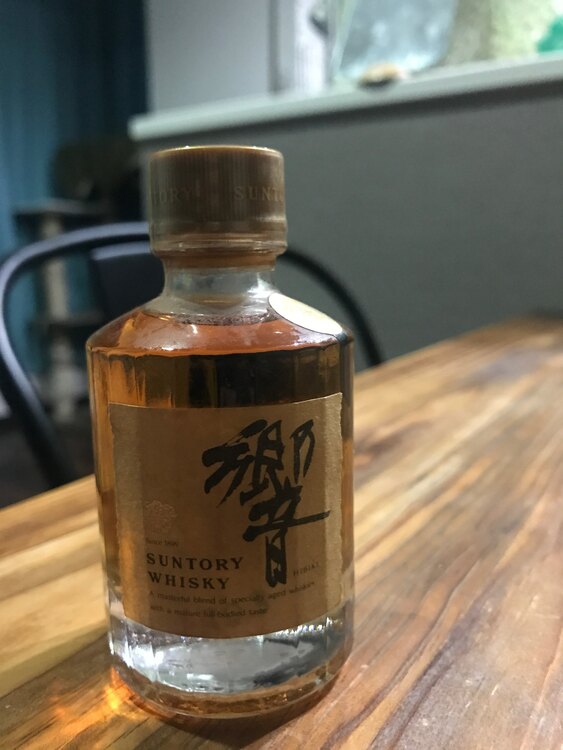 SUNTORY
響
Since 1899
SUNTORY
WHISKY
HIBIKI
A masterful blend of specially aged whiskies
with a mature full-bodied taste